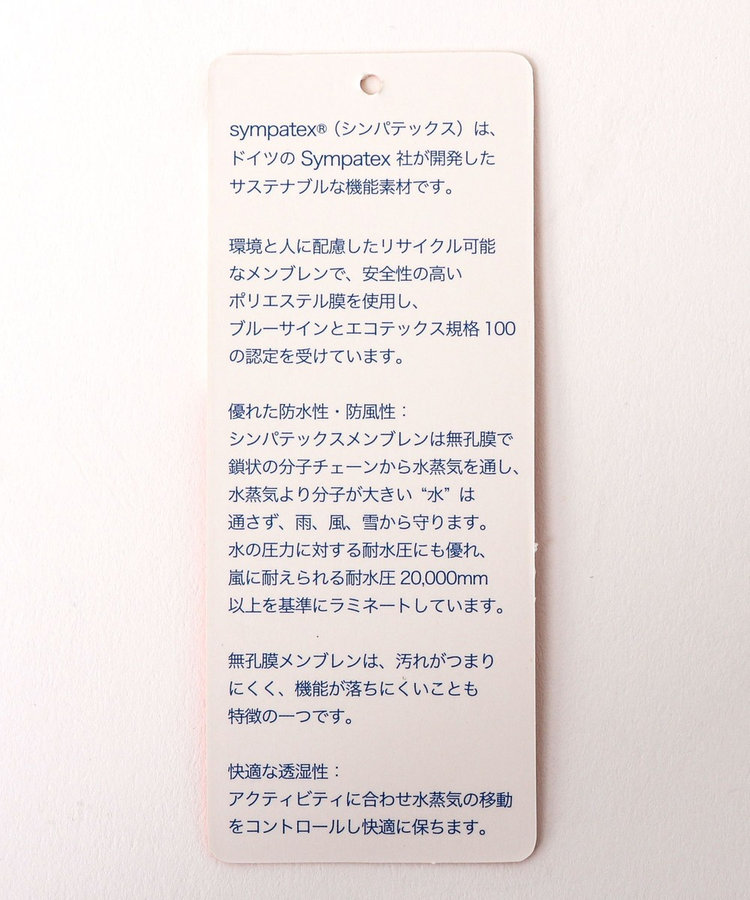 sympatex®（シンパテックス）は、
ドイツの Sympatex 社が開発した
サステナブルな機能素材です。
環境と人に配慮したリサイクル可能
なメンブレンで、安全性の高い
ポリエステル膜を使用し、
ブルーサインとエコテックス規格 100
の認定を受けています。
優れた防水性・防風性：
シンパテックスメンブレンは無孔膜で
鎖状の分子チェーンから水蒸気を通し、
水蒸気より分子が大きい“水”は
通さず、雨、風、雪から守ります。
水の圧力に対する耐水圧にも優れ、
嵐に耐えられる耐水圧 20,000mm
以上を基準にラミネートしています。
無孔膜メンブレンは、汚れがつまり
にくく、機能が落ちにくいことも
特徴の一つです。
快適な透湿性：
アクティビティに合わせ水蒸気の移動
をコントロールし快適に保ちます。